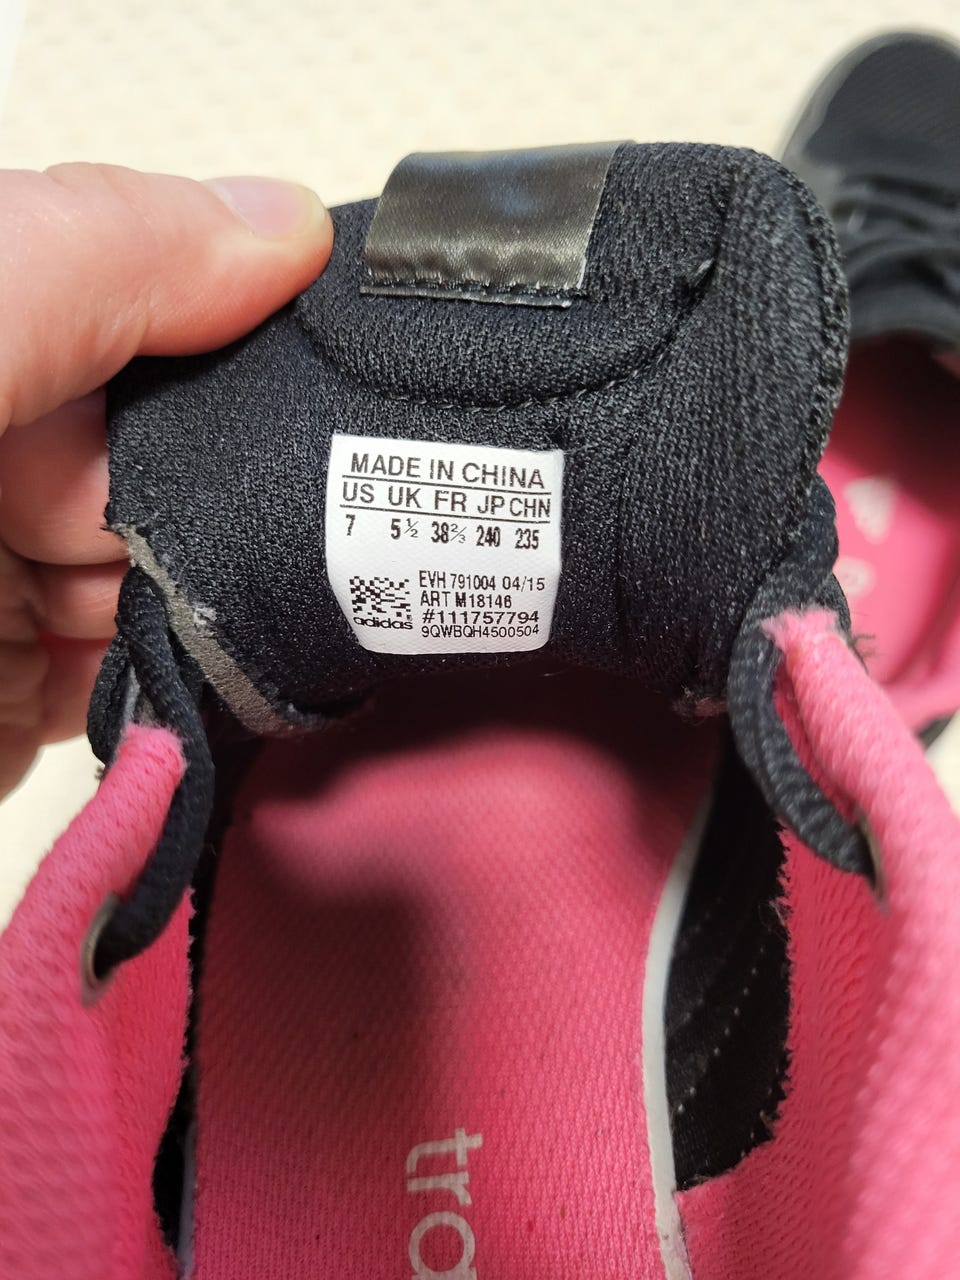 MADE IN CHINA
US UK FR JP CHN
7 5½ 38⅔ 240 235
EVH 791004 04/15
ART M18146
#111757794
9QWBQH4500504
adidas
tra